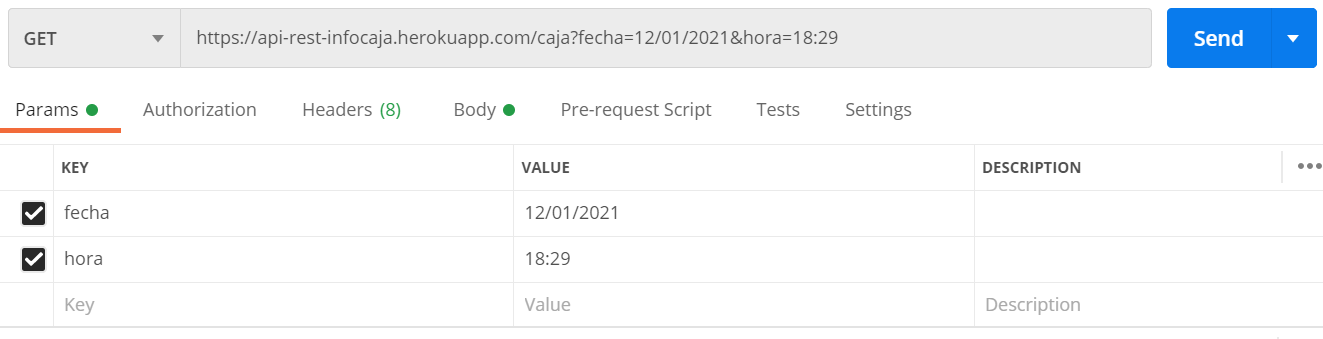 GET https://api-rest-infocaja.herokuapp.com/caja?fecha=12/01/2021&hora=18:29 Send
Params Authorization Headers (8) Body Pre-request Script Tests Settings
KEY VALUE DESCRIPTION
fecha 12/01/2021
hora 18:29
Key Value Description